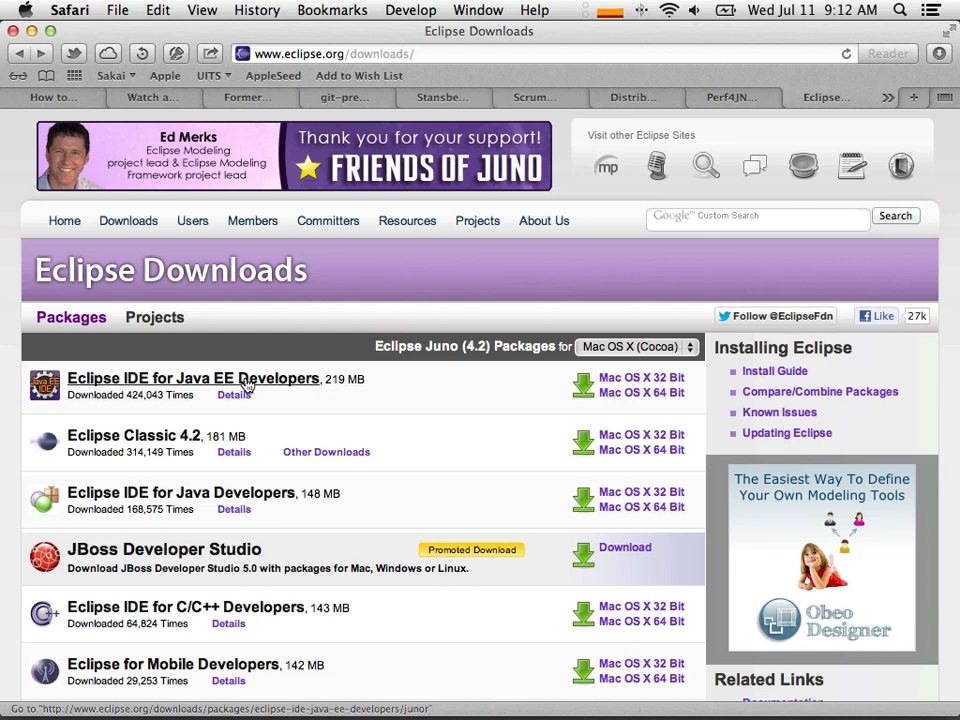 Safari File Edit View History Bookmarks Develop Window Help Wed Jul 11 9:12 AM
Eclipse Downloads
www.eclipse.org/downloads/ Reader
Sakai Apple UITS AppleSeed Add to Wish List
How to... Watch a... Former... git-pre... Stansbe... Scrum... Distrib... Perf4JN... Eclipse...
Ed Merks
Eclipse Modeling
project lead & Eclipse Modeling
Framework project lead
Thank you for your support!
FRIENDS OF JUNO
Visit other Eclipse Sites
mp
Home Downloads Users Members Committers Resources Projects About Us
Google™ Custom Search Search
Eclipse Downloads
Packages Projects
Follow @EclipseFdn Like 27k
Eclipse Juno (4.2) Packages for Mac OS X (Cocoa)
Java EE
IDE
Eclipse IDE for Java EE Developers, 219 MB
Downloaded 424,043 Times Details
Mac OS X 32 Bit
Mac OS X 64 Bit
Eclipse Classic 4.2, 181 MB
Downloaded 314,149 Times Details Other Downloads
Mac OS X 32 Bit
Mac OS X 64 Bit
Eclipse IDE for Java Developers, 148 MB
Downloaded 168,575 Times Details
Mac OS X 32 Bit
Mac OS X 64 Bit
JBoss Developer Studio
Promoted Download
Download
Download JBoss Developer Studio 5.0 with packages for Mac, Windows or Linux.
Eclipse IDE for C/C++ Developers, 143 MB
Downloaded 64,824 Times Details
Mac OS X 32 Bit
Mac OS X 64 Bit
Eclipse for Mobile Developers, 142 MB
Downloaded 29,253 Times Details
Mac OS X 32 Bit
Mac OS X 64 Bit
Installing Eclipse
Install Guide
Compare/Combine Packages
Known Issues
Updating Eclipse
The Easiest Way To Define
Your Own Modeling Tools
Obeo
Designer
Related Links
Documentation
Go to "http://www.eclipse.org/downloads/packages/eclipse-ide-java-ee-developers/junor"